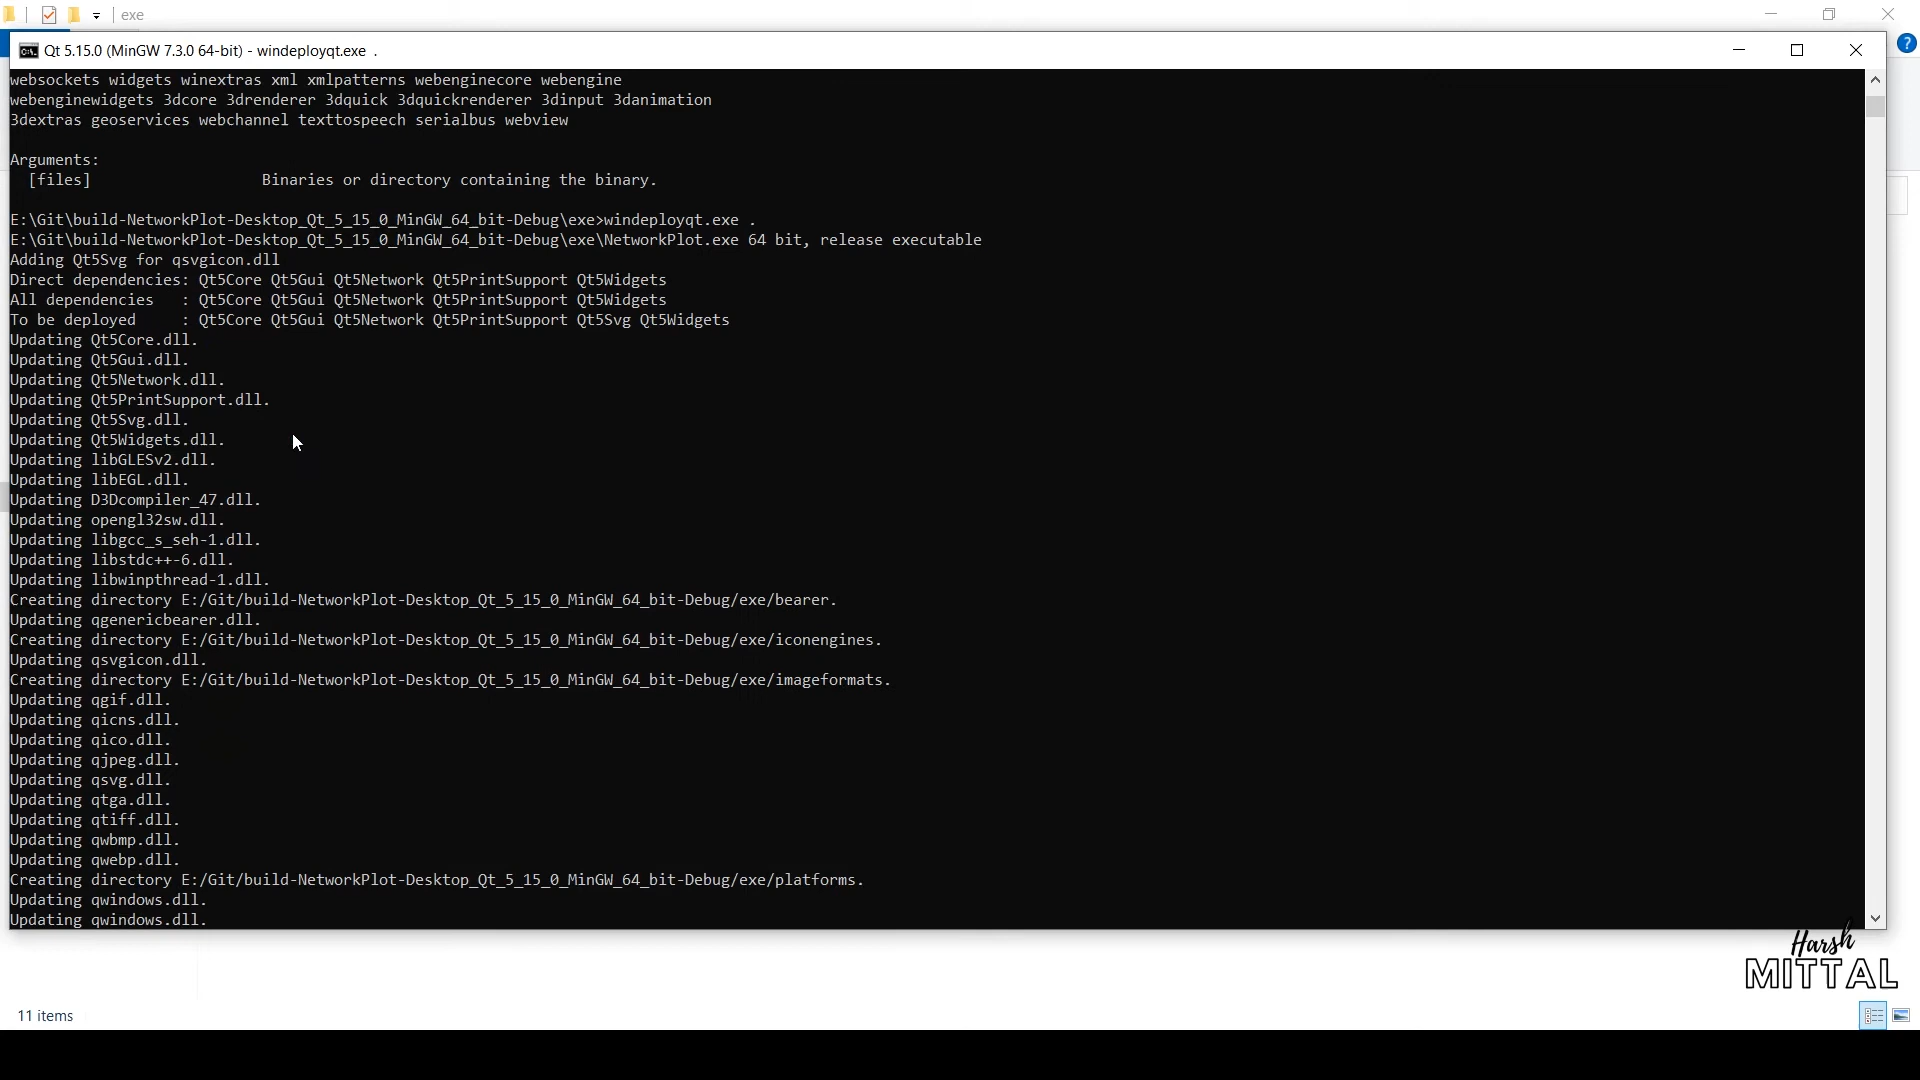 exe
Qt 5.15.0 (MinGW 7.3.0 64-bit) - windeployqt.exe .
websockets widgets winextras xml xmlpatterns webenginecore webengine
webenginewidgets 3dcore 3drenderer 3dquick 3dquickrenderer 3dinput 3danimation
3dextras geoservices webchannel texttospeech serialbus webview
Arguments:
[files] Binaries or directory containing the binary.
E:\Git\build-NetworkPlot-Desktop_Qt_5_15_0_MinGW_64_bit-Debug\exe>windeployqt.exe .
E:\Git\build-NetworkPlot-Desktop_Qt_5_15_0_MinGW_64_bit-Debug\exe\NetworkPlot.exe 64 bit, release executable
Adding Qt5Svg for qsvgicon.dll
Direct dependencies: Qt5Core Qt5Gui Qt5Network Qt5PrintSupport Qt5Widgets
All dependencies : Qt5Core Qt5Gui Qt5Network Qt5PrintSupport Qt5Widgets
To be deployed : Qt5Core Qt5Gui Qt5Network Qt5PrintSupport Qt5Svg Qt5Widgets
Updating Qt5Core.dll.
Updating Qt5Gui.dll.
Updating Qt5Network.dll.
Updating Qt5PrintSupport.dll.
Updating Qt5Svg.dll.
Updating Qt5Widgets.dll.
Updating libGLESv2.dll.
Updating libEGL.dll.
Updating D3Dcompiler_47.dll.
Updating opengl32sw.dll.
Updating libgcc_s_seh-1.dll.
Updating libstdc++-6.dll.
Updating libwinpthread-1.dll.
Creating directory E:/Git/build-NetworkPlot-Desktop_Qt_5_15_0_MinGW_64_bit-Debug/exe/bearer.
Updating qgenericbearer.dll.
Creating directory E:/Git/build-NetworkPlot-Desktop_Qt_5_15_0_MinGW_64_bit-Debug/exe/iconengines.
Updating qsvgicon.dll.
Creating directory E:/Git/build-NetworkPlot-Desktop_Qt_5_15_0_MinGW_64_bit-Debug/exe/imageformats.
Updating qgif.dll.
Updating qicns.dll.
Updating qico.dll.
Updating qjpeg.dll.
Updating qsvg.dll.
Updating qtga.dll.
Updating qtiff.dll.
Updating qwbmp.dll.
Updating qwebp.dll.
Creating directory E:/Git/build-NetworkPlot-Desktop_Qt_5_15_0_MinGW_64_bit-Debug/exe/platforms.
Updating qwindows.dll.
Updating qwindows.dll.
Harsh
MITTAL
11 items